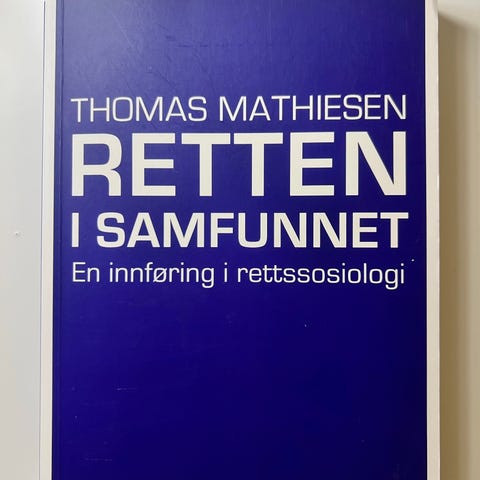 THOMAS MATHIESEN
RETTEN
I SAMFUNNET
En innføring i rettssosiologi